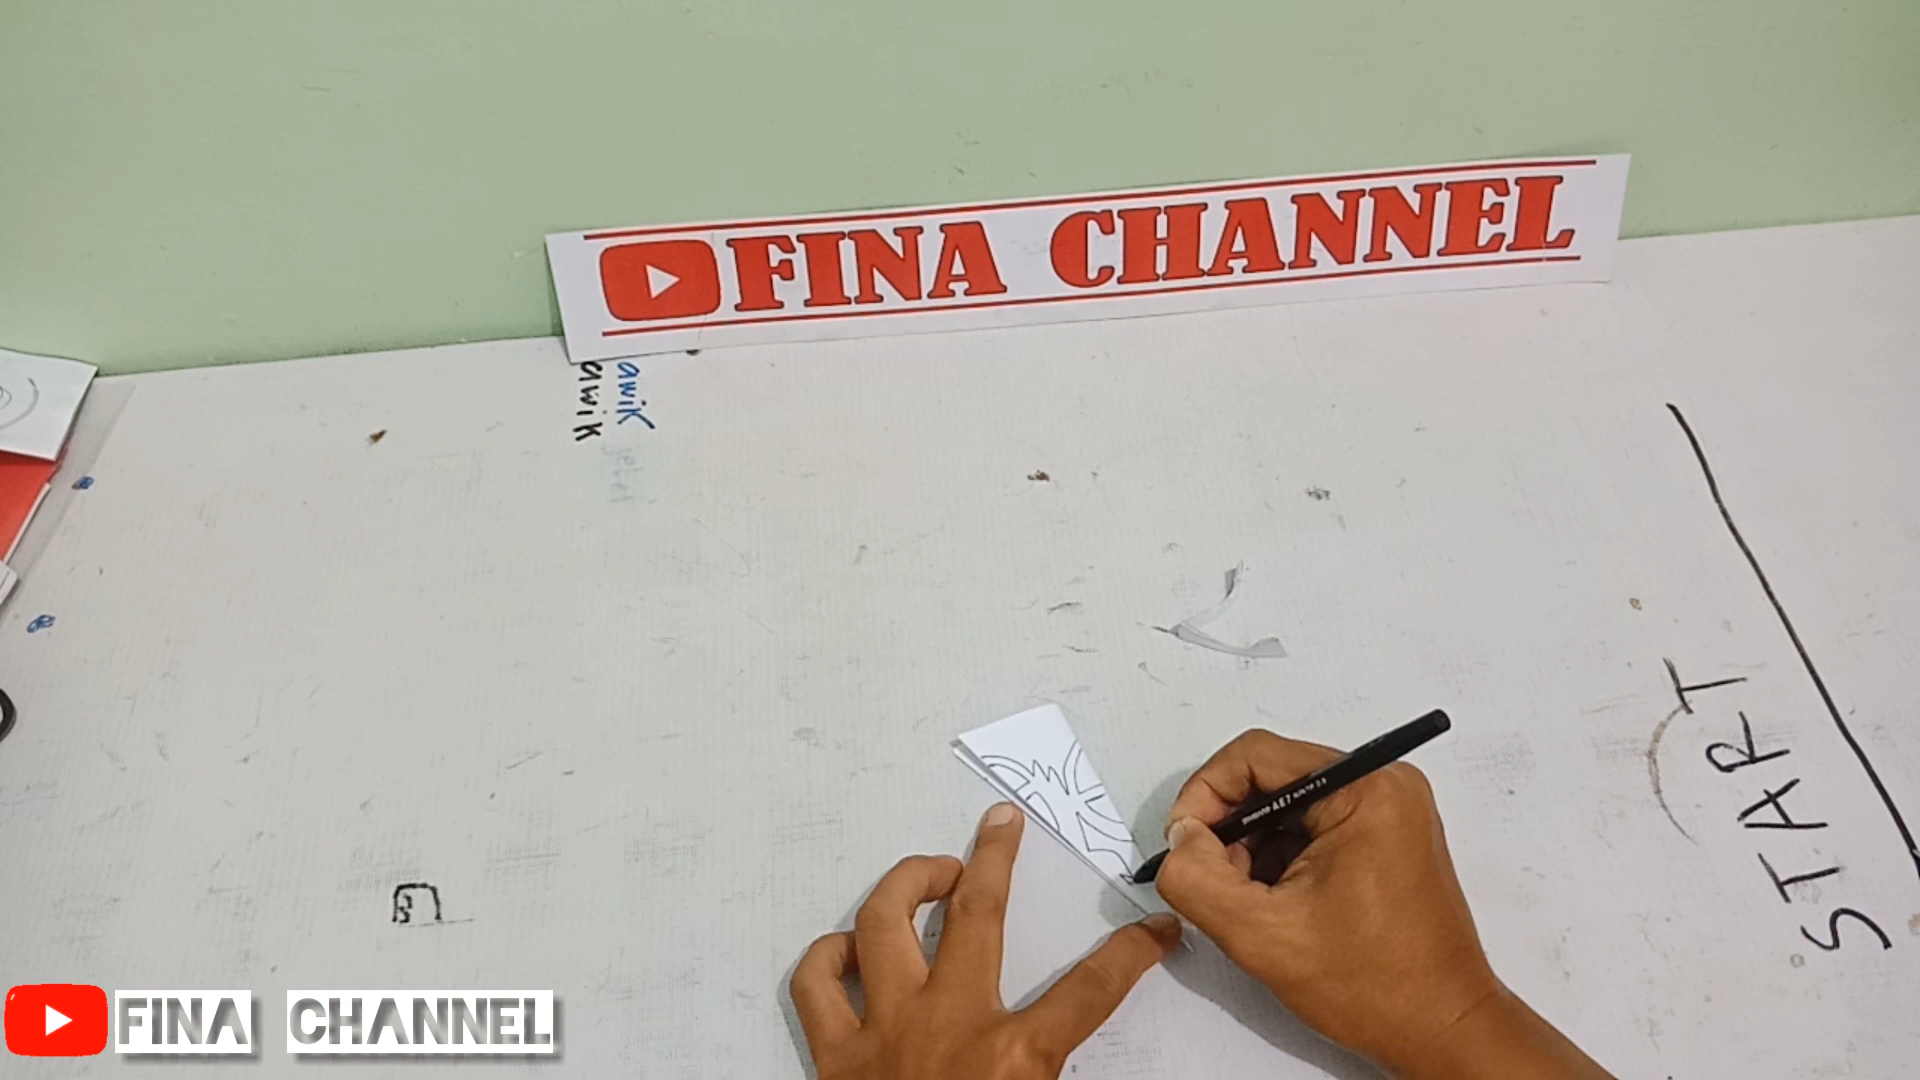 FINA CHANNEL
awiK
awiK
START
FINA CHANNEL